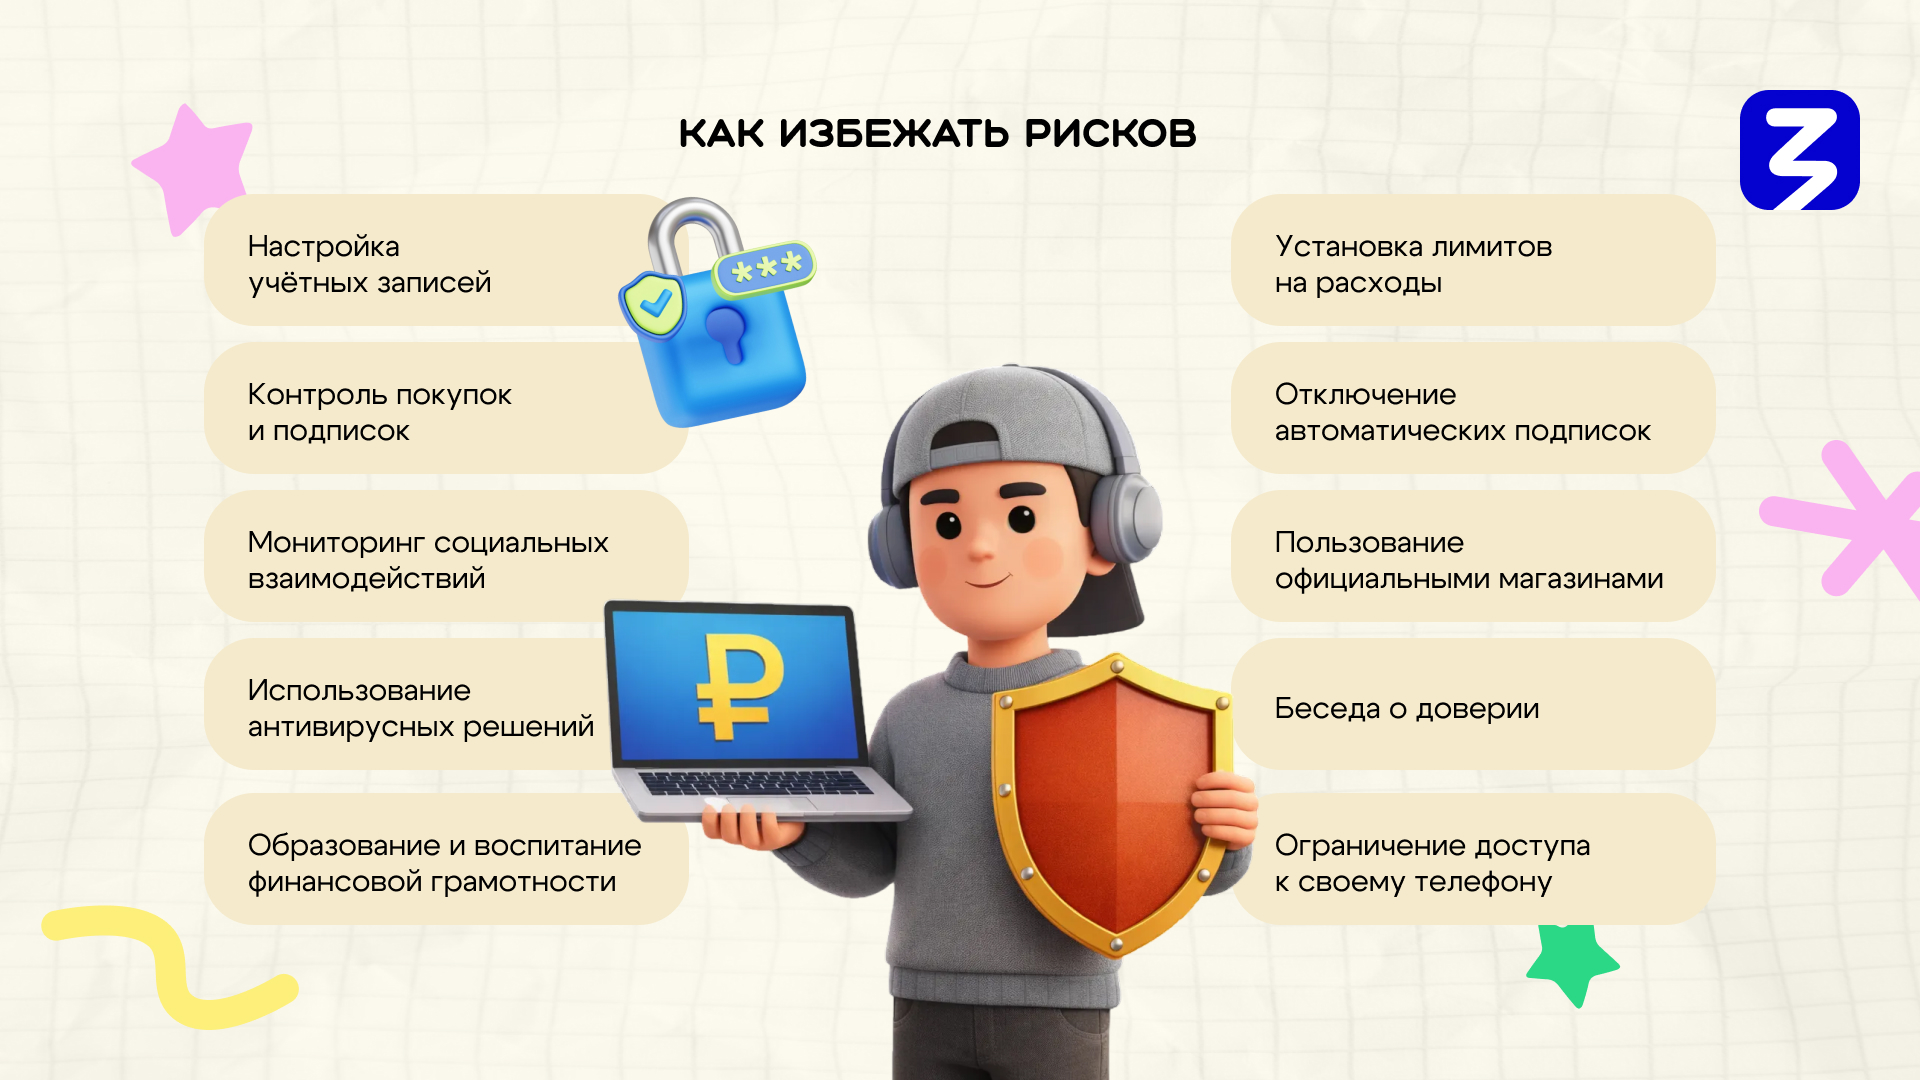 КАК ИЗБЕЖАТЬ РИСКОВ
Настройка
учётных записей
Контроль покупок
и подписок
Мониторинг социальных
взаимодействий
Использование
антивирусных решений
Образование и воспитание
финансовой грамотности
***
₽
Установка лимитов
на расходы
Отключение
автоматических подписок
Пользование
официальными магазинами
Беседа о доверии
Ограничение доступа
к своему телефону